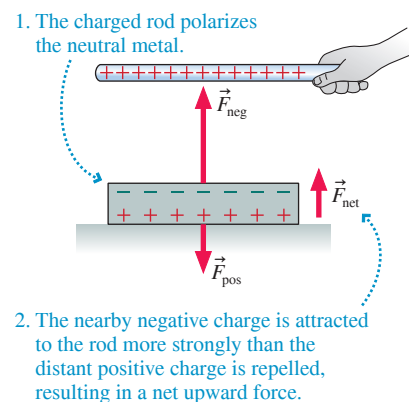 1. The charged rod polarizes
the neutral metal.
+++++++++++++
F⃗neg
− − − − − − −
+ + + + + + +
F⃗net
F⃗pos
2. The nearby negative charge is attracted
to the rod more strongly than the
distant positive charge is repelled,
resulting in a net upward force.